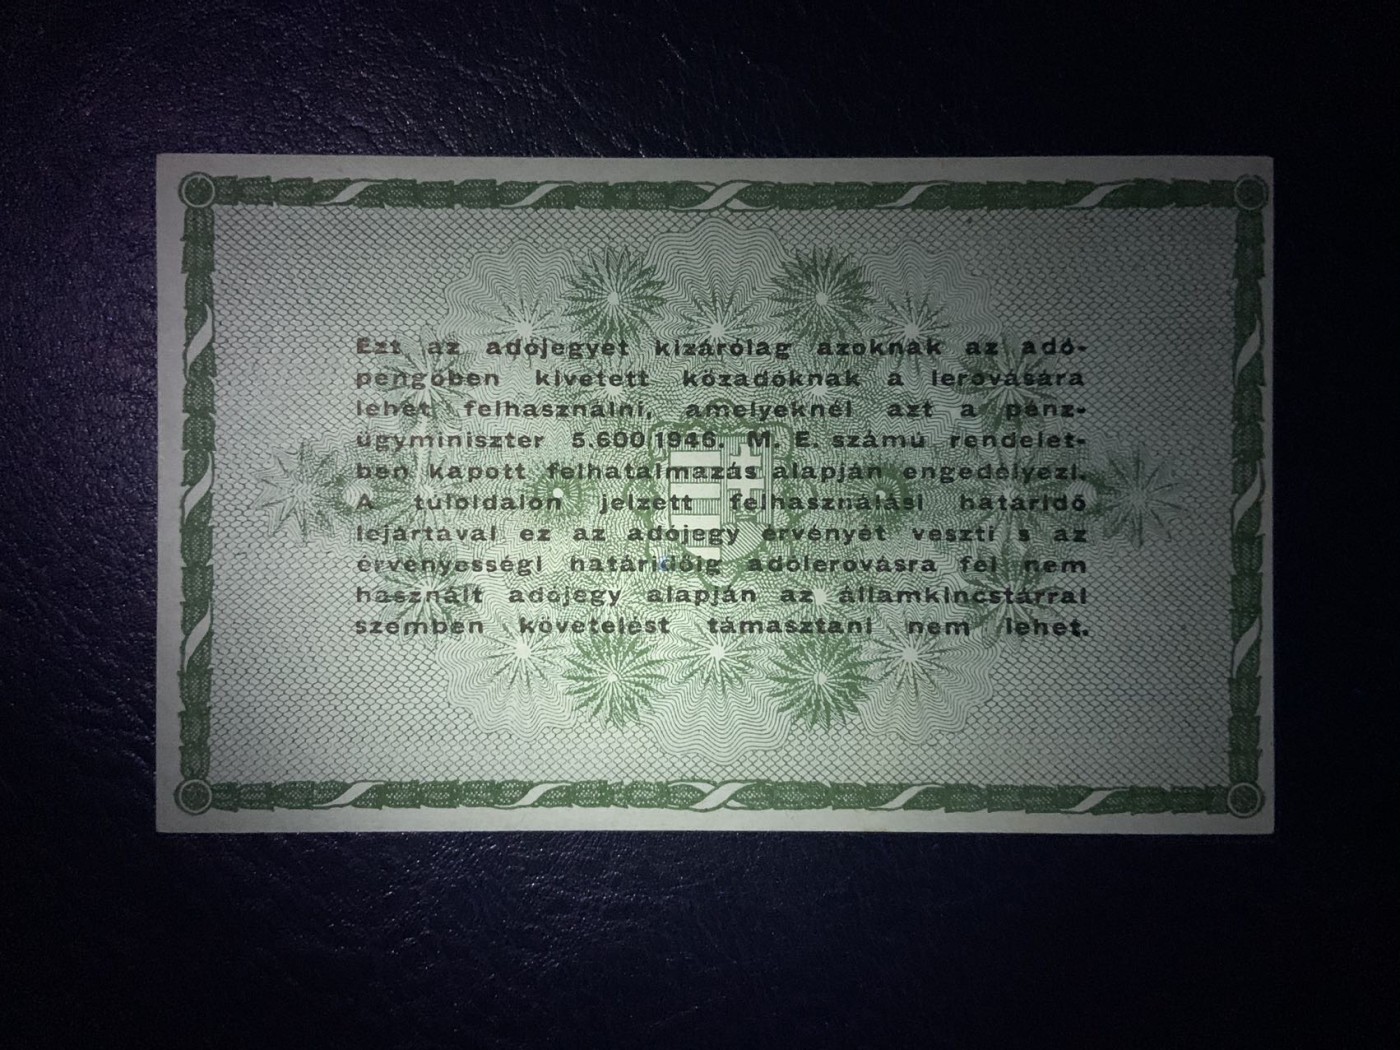 Ezt az adójegyet kizárólag azoknak az adó-
pengőben kivetett közadóknak a lerovására
lehet felhasználni, amelyeknél azt a pénz-
ügyminiszter 5.600/1946. M. E. számú rendelet-
ben kapott felhatalmazás alapján engedélyezi.
A túloldalon jelzett felhasználási határidő
lejártával ez az adójegy érvényét veszti s az
érvényességi határidőig adólerovásra fel nem
használt adójegy alapján az államkincstárral
szemben követelést támasztani nem lehet.